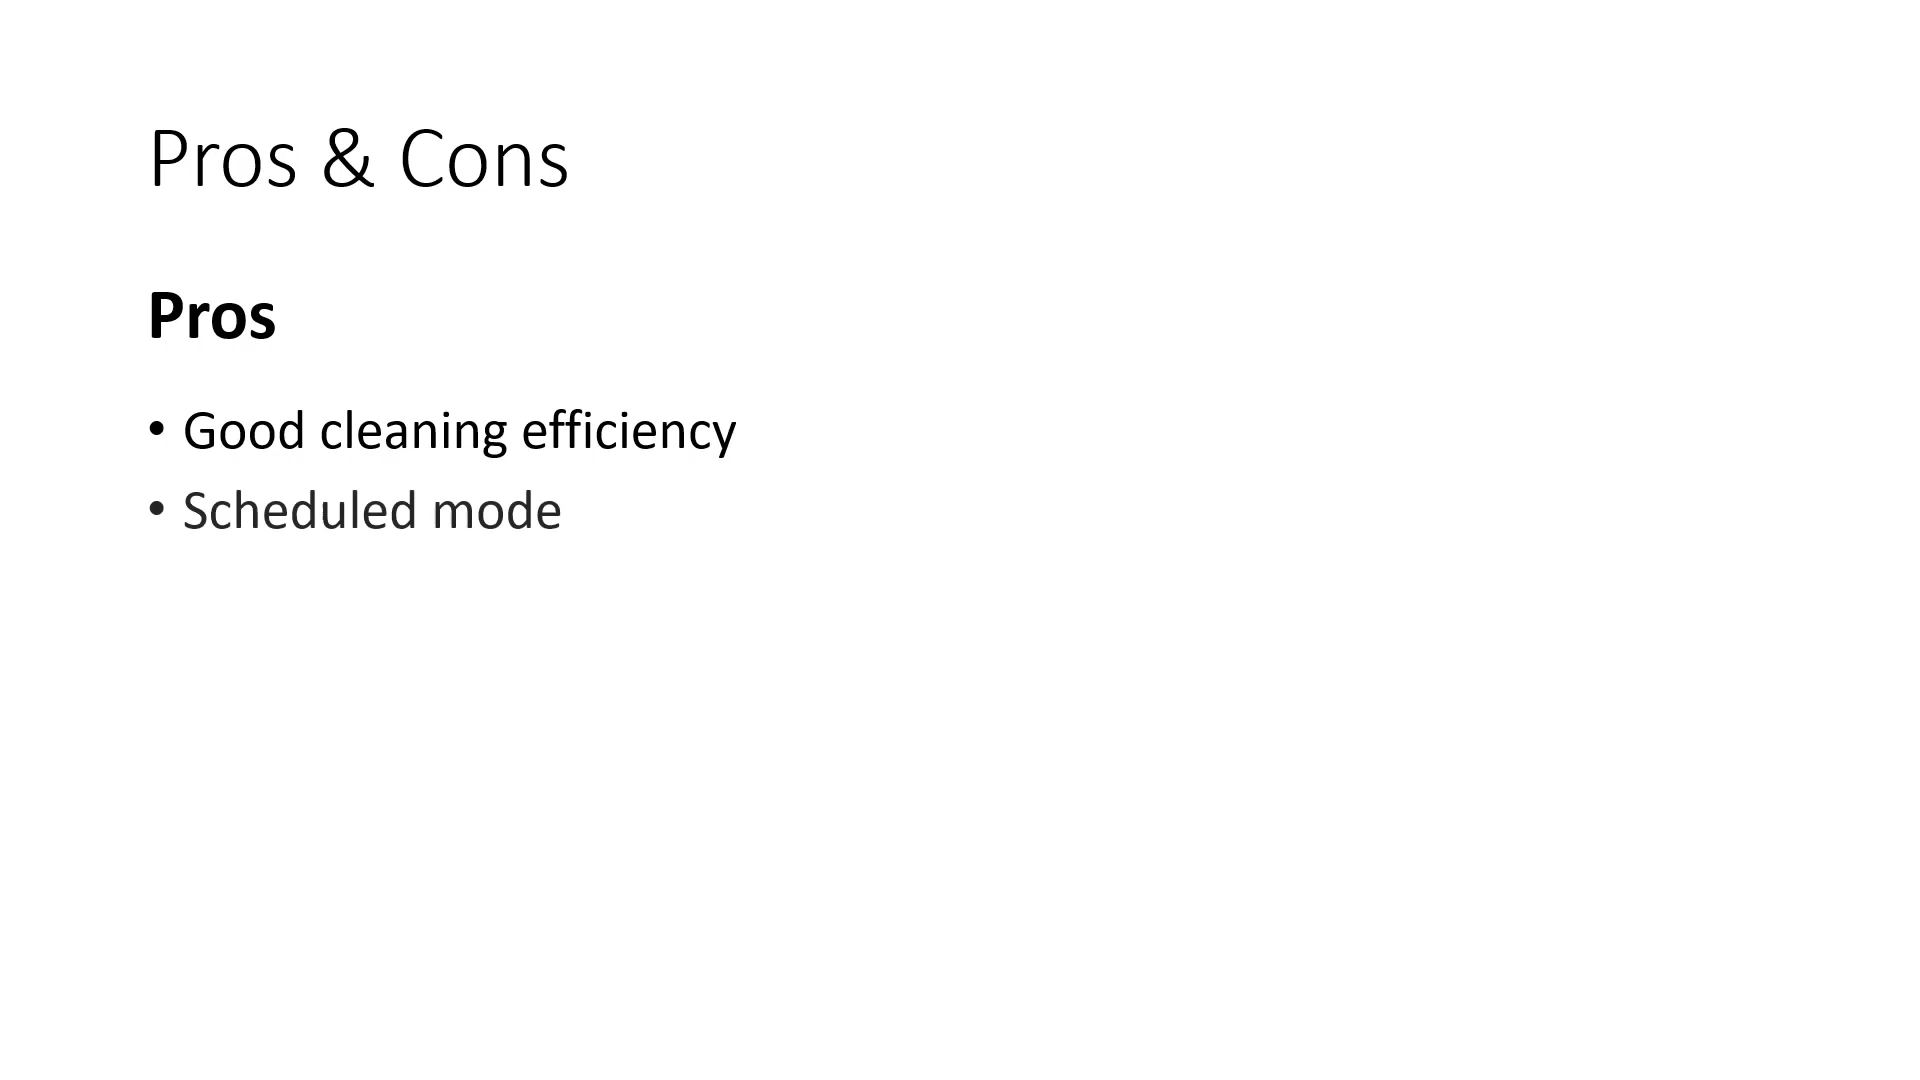 Pros & Cons
Pros
• Good cleaning efficiency
• Scheduled mode